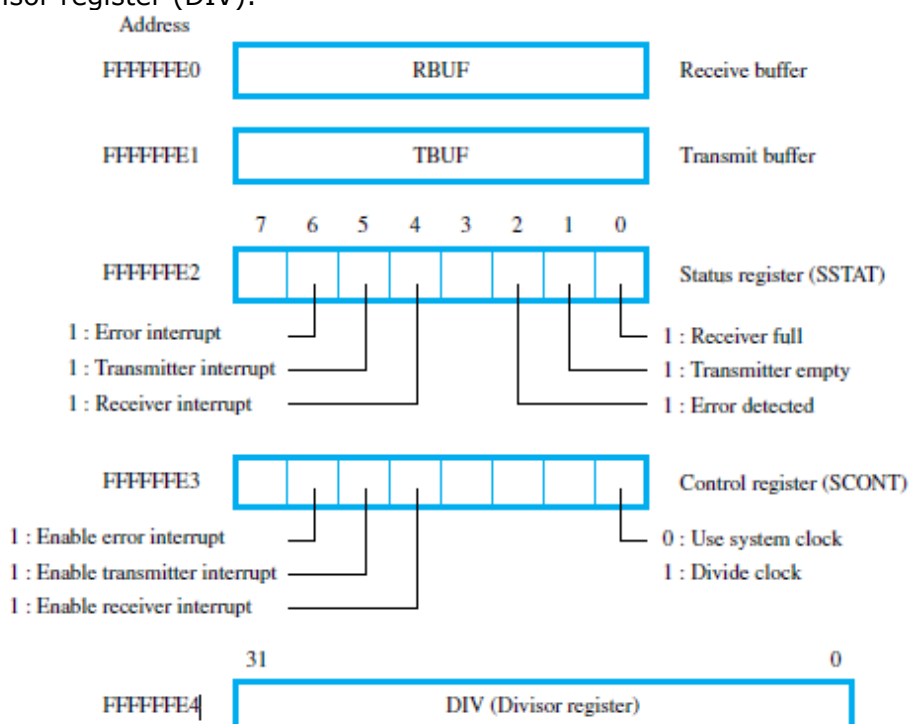 isor register (DIV).
Address
FFFFFFE0 RBUF Receive buffer
FFFFFFE1 TBUF Transmit buffer
7 6 5 4 3 2 1 0
FFFFFFE2 Status register (SSTAT)
1 : Error interrupt 1 : Receiver full
1 : Transmitter interrupt 1 : Transmitter empty
1 : Receiver interrupt 1 : Error detected
FFFFFFE3 Control register (SCONT)
1 : Enable error interrupt 0 : Use system clock
1 : Enable transmitter interrupt 1 : Divide clock
1 : Enable receiver interrupt
31 0
FFFFFFE4 DIV (Divisor register)